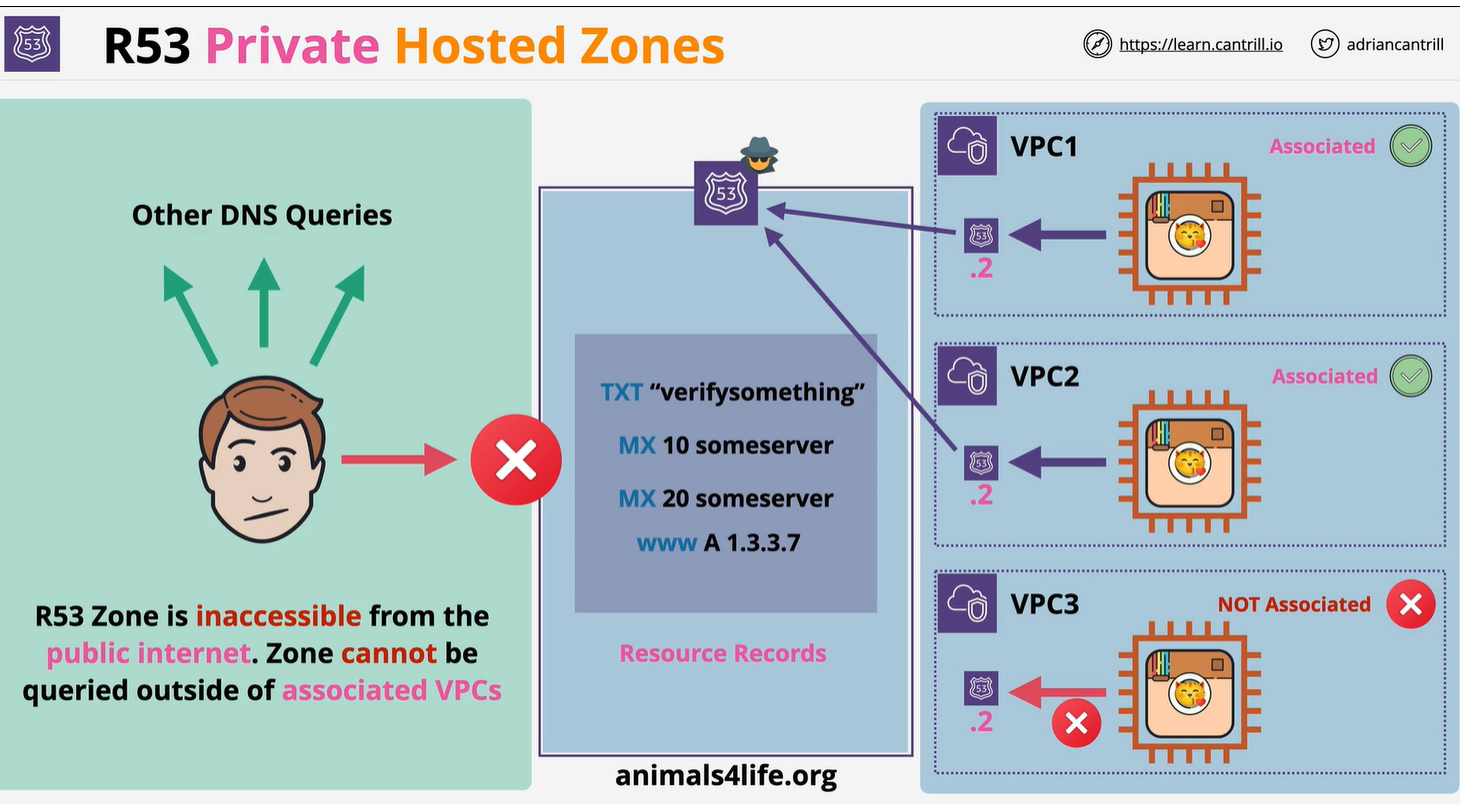 53
R53 Private Hosted Zones
https://learn.cantrill.io
adriancantrill
Other DNS Queries
R53 Zone is inaccessible from the
public internet. Zone cannot be
queried outside of associated VPCs
53
TXT “verifysomething”
MX 10 someserver
MX 20 someserver
www A 1.3.3.7
Resource Records
animals4life.org
VPC1
Associated
53
.2
VPC2
Associated
53
.2
VPC3
NOT Associated
53
.2